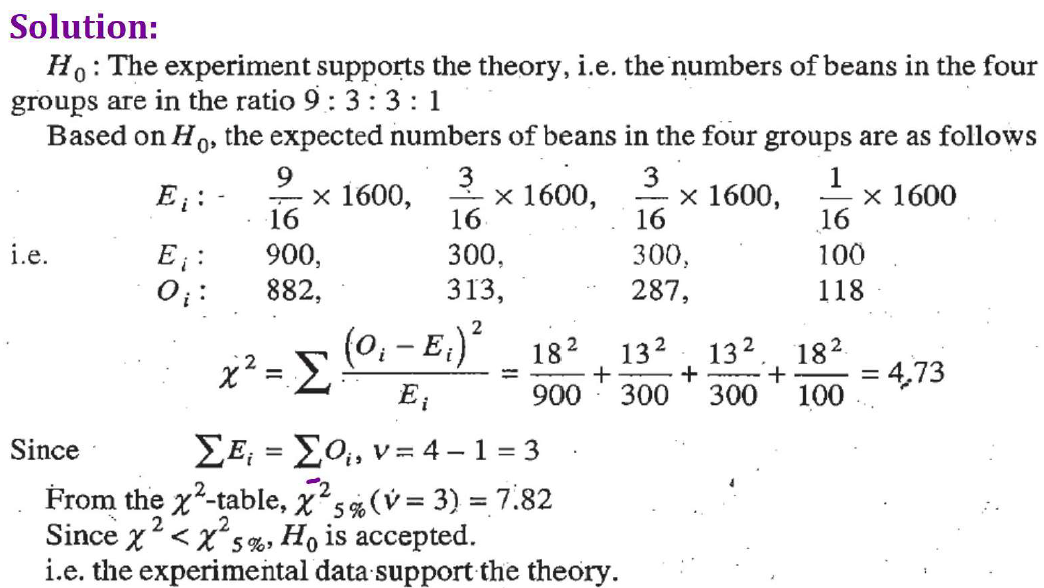 Solution:
H₀ : The experiment supports the theory, i.e. the numbers of beans in the four
groups are in the ratio 9 : 3 : 3 : 1
Based on H₀, the expected numbers of beans in the four groups are as follows
Eᵢ : 9/16 × 1600, 3/16 × 1600, 3/16 × 1600, 1/16 × 1600
i.e. Eᵢ : 900, 300, 300, 100
Oᵢ : 882, 313, 287, 118
χ² = ∑ (Oᵢ − Eᵢ)²/Eᵢ = 18²/900 + 13²/300 + 13²/300 + 18²/100 = 4.73
Since ∑Eᵢ = ∑Oᵢ, ν = 4 − 1 = 3
From the χ²-table, χ²₅% (ν = 3) = 7.82
Since χ² < χ²₅%, H₀ is accepted.
i.e. the experimental data support the theory.